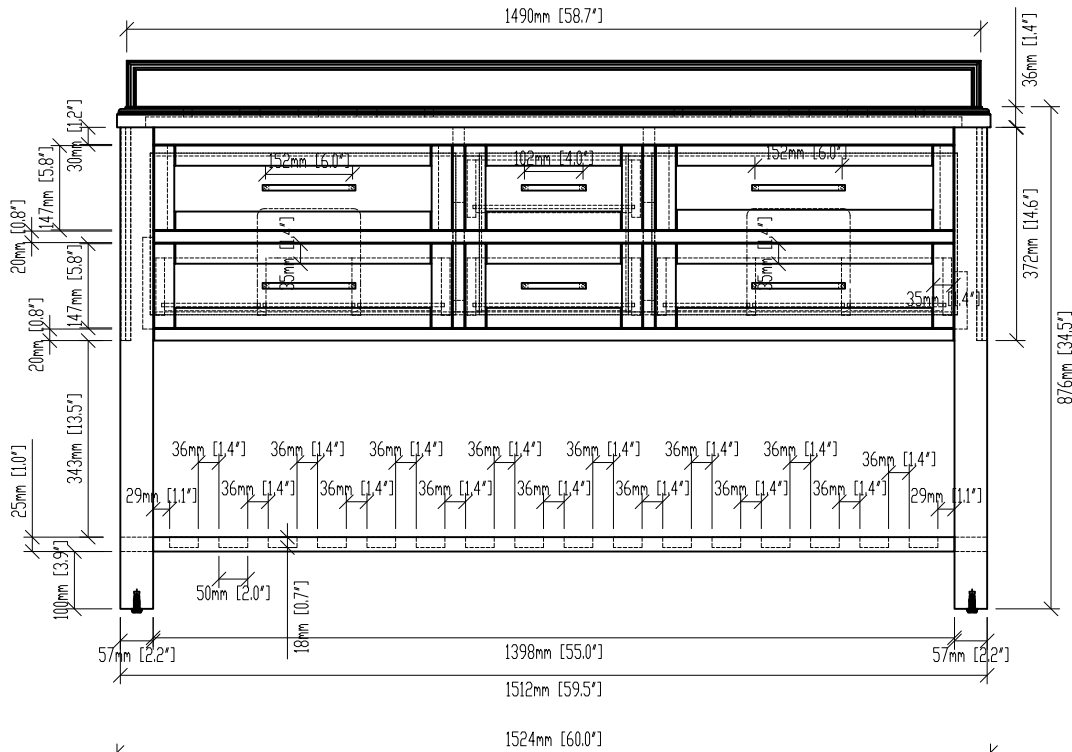 1490mm [58.7"]
36mm [1.4"]
30mm [1.2"]
152mm [6.0"]
102mm [4.0"]
152mm [6.0"]
147mm [5.8"]
20mm [0.8"]
35mm [1.4"]
35mm [1.4"]
372mm [14.6"]
147mm [5.8"]
35mm [1.4"]
20mm [0.8"]
876mm [34.5"]
343mm [13.5"]
36mm [1.4"]
36mm [1.4"]
36mm [1.4"]
36mm [1.4"]
36mm [1.4"]
36mm [1.4"]
36mm [1.4"]
36mm [1.4"]
25mm [1.0"]
29mm [1.1"]
36mm [1.4"]
36mm [1.4"]
36mm [1.4"]
36mm [1.4"]
36mm [1.4"]
36mm [1.4"]
36mm [1.4"]
29mm [1.1"]
100mm [3.9"]
50mm [2.0"]
18mm [0.7"]
57mm [2.2"]
1398mm [55.0"]
57mm [2.2"]
1512mm [59.5"]
1524mm [60.0"]